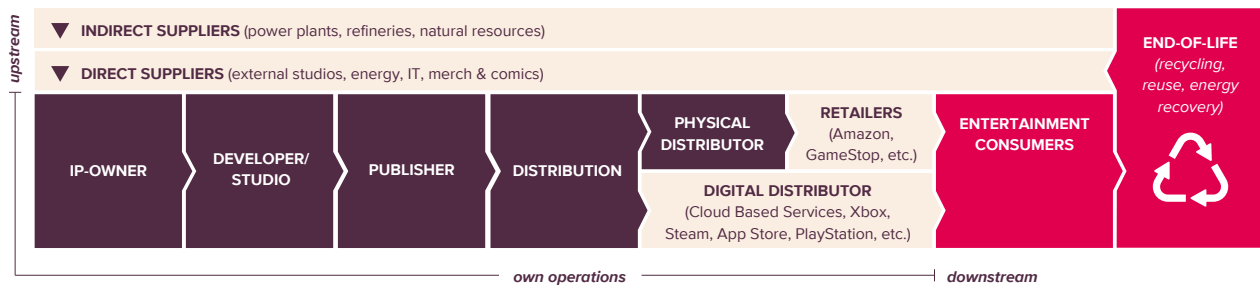 upstream
INDIRECT SUPPLIERS (power plants, refineries, natural resources)
DIRECT SUPPLIERS (external studios, energy, IT, merch & comics)
IP-OWNER
DEVELOPER/
STUDIO
PUBLISHER
DISTRIBUTION
PHYSICAL
DISTRIBUTOR
RETAILERS
(Amazon,
GameStop, etc.)
DIGITAL DISTRIBUTOR
(Cloud Based Services, Xbox,
Steam, App Store, PlayStation, etc.)
ENTERTAINMENT
CONSUMERS
END-OF-LIFE
(recycling,
reuse, energy
recovery)
own operations
downstream